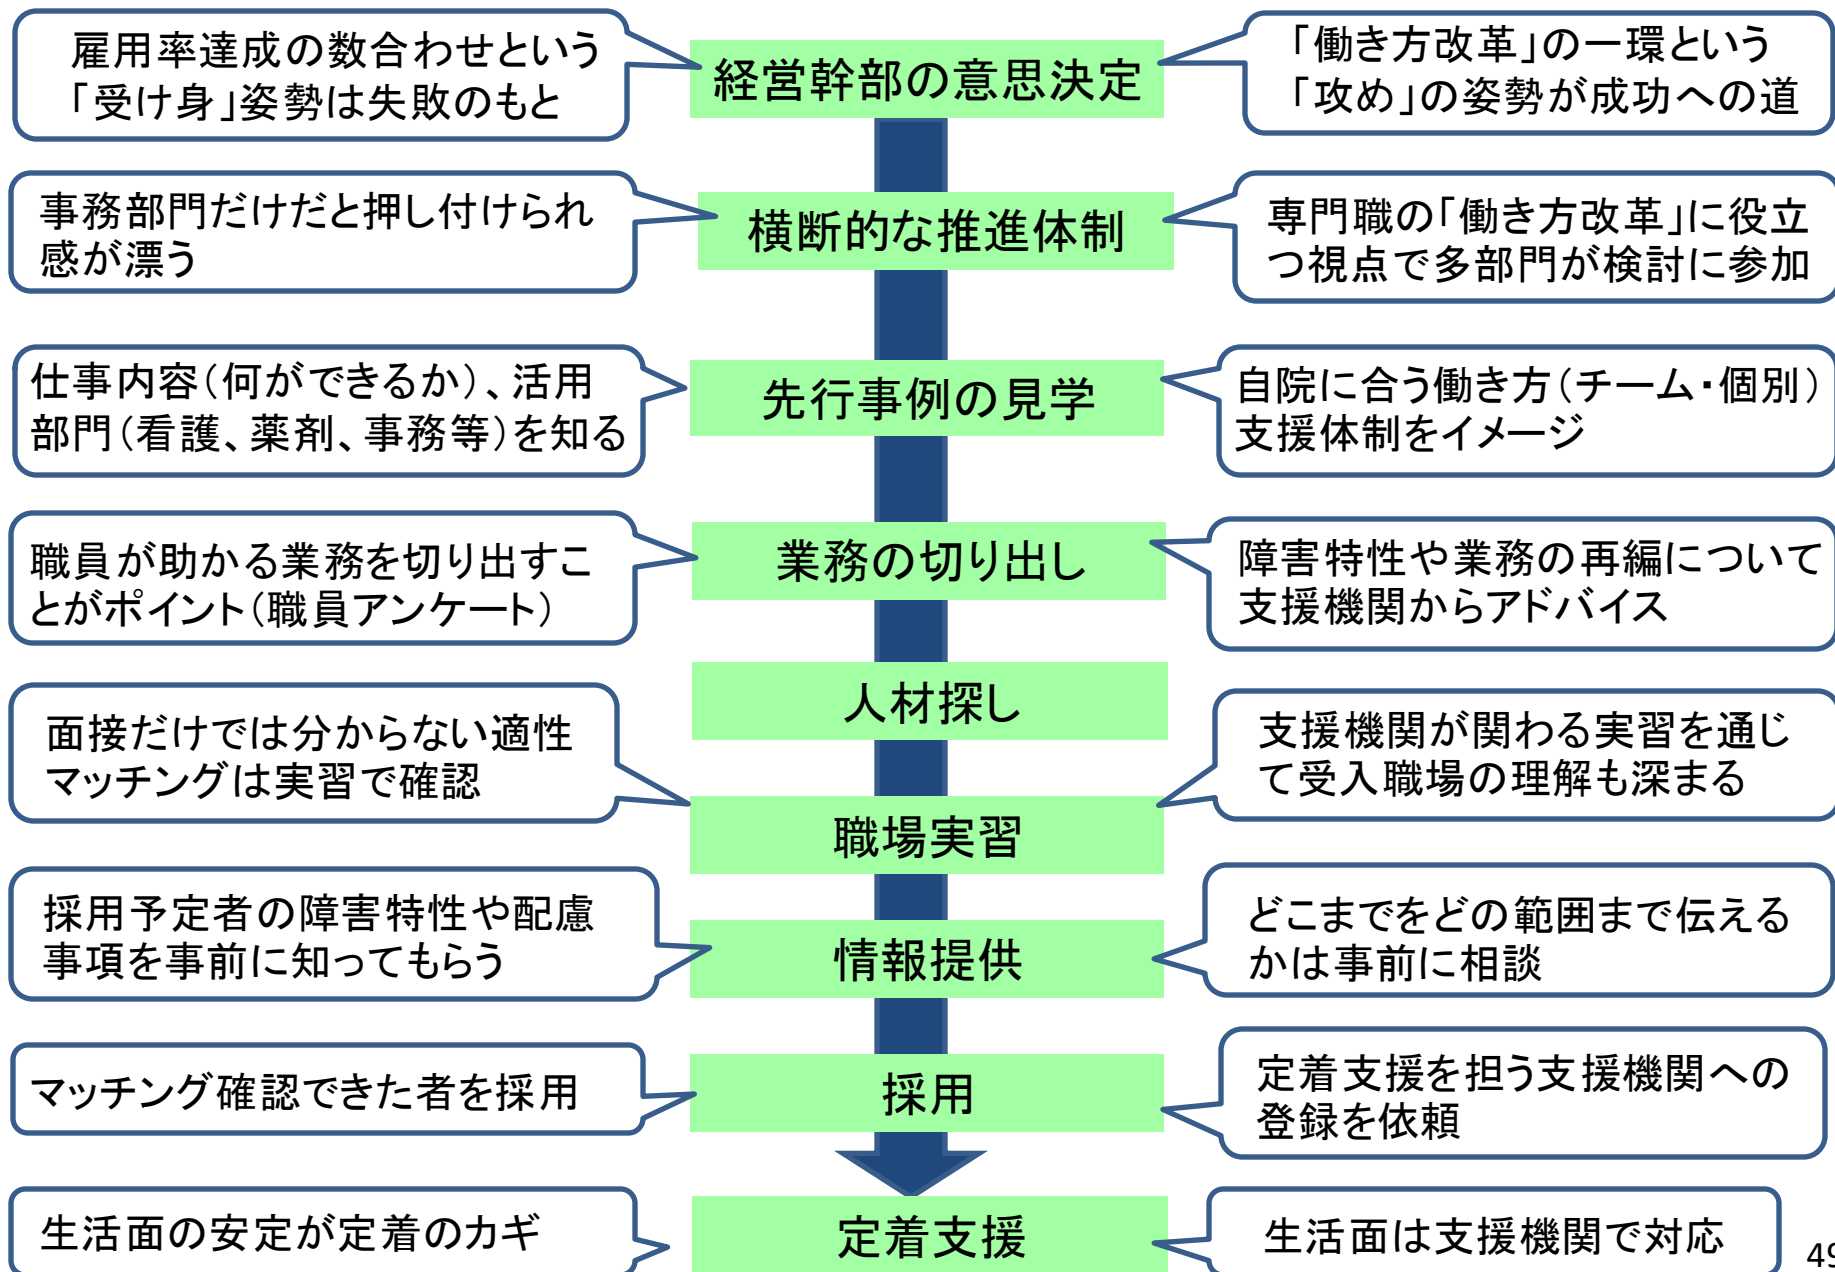 雇用率達成の数合わせという
「受け身」姿勢は失敗のもと
経営幹部の意思決定
「働き方改革」の一環という
「攻め」の姿勢が成功への道
事務部門だけだと押し付けられ
感が漂う
横断的な推進体制
専門職の「働き方改革」に役立
つ視点で多部門が検討に参加
仕事内容（何ができるか）、活用
部門（看護、薬剤、事務等）を知る
先行事例の見学
自院に合う働き方（チーム・個別）
支援体制をイメージ
職員が助かる業務を切り出すこ
とがポイント（職員アンケート）
業務の切り出し
障害特性や業務の再編について
支援機関からアドバイス
人材探し
面接だけでは分からない適性
マッチングは実習で確認
職場実習
支援機関が関わる実習を通じ
て受入職場の理解も深まる
採用予定者の障害特性や配慮
事項を事前に知ってもらう
情報提供
どこまでをどの範囲まで伝える
かは事前に相談
マッチング確認できた者を採用
採用
定着支援を担う支援機関への
登録を依頼
生活面の安定が定着のカギ
定着支援
生活面は支援機関で対応
49